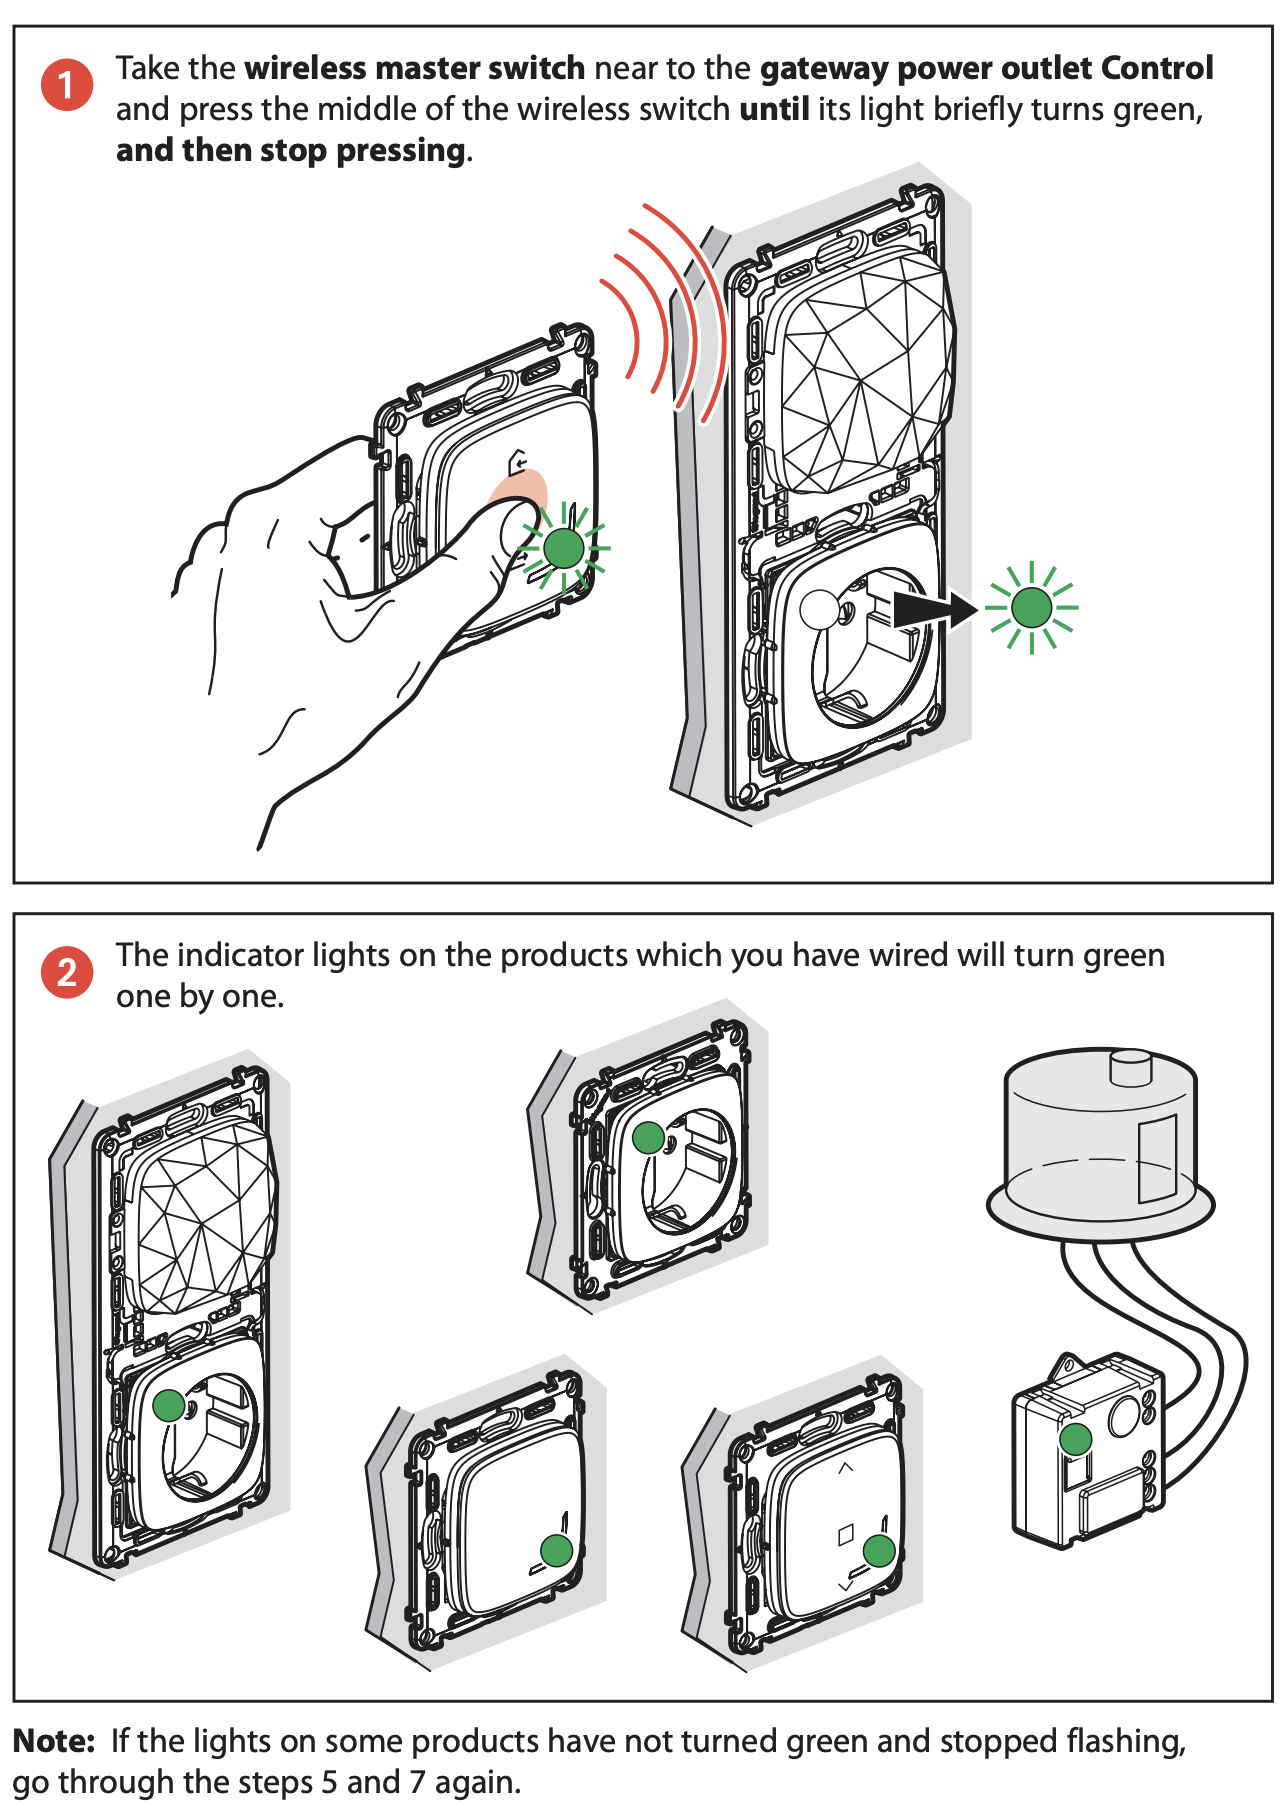 1
Take the wireless master switch near to the gateway power outlet Control
and press the middle of the wireless switch until its light briefly turns green,
and then stop pressing.
2
The indicator lights on the products which you have wired will turn green
one by one.
Note: If the lights on some products have not turned green and stopped flashing,
go through the steps 5 and 7 again.